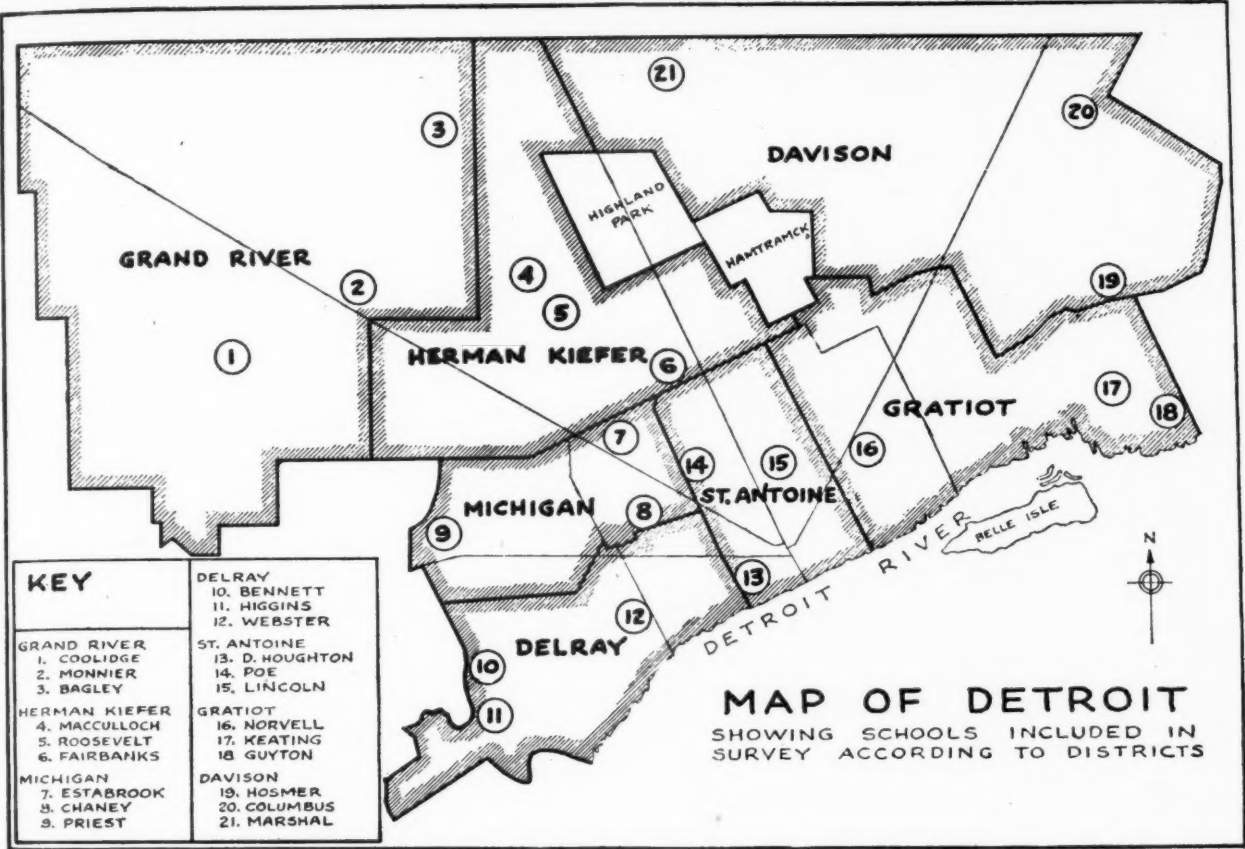 21
20
3
DAVISON
HIGHLAND
PARK
HAMTRAMCK
GRAND RIVER
4
2
5
19
1
HERMAN KIEFER
6
17
18
GRATIOT
7
16
14
15
ST. ANTOINE
MICHIGAN
8
9
BELLE ISLE
DETROIT RIVER
13
12
DELRAY
10
11
N
KEY
GRAND RIVER
1. COOLIDGE
2. MONNIER
3. BAGLEY
HERMAN KIEFER
4. MACCULLOCH
5. ROOSEVELT
6. FAIRBANKS
MICHIGAN
7. ESTABROOK
8. CHANEY
9. PRIEST
DELRAY
10. BENNETT
11. HIGGINS
12. WEBSTER
ST. ANTOINE
13. D. HOUGHTON
14. POE
15. LINCOLN
GRATIOT
16. NORVELL
17. KEATING
18 GUYTON
DAVISON
19. HOSMER
20. COLUMBUS
21. MARSHAL
MAP OF DETROIT
SHOWING SCHOOLS INCLUDED IN
SURVEY ACCORDING TO DISTRICTS